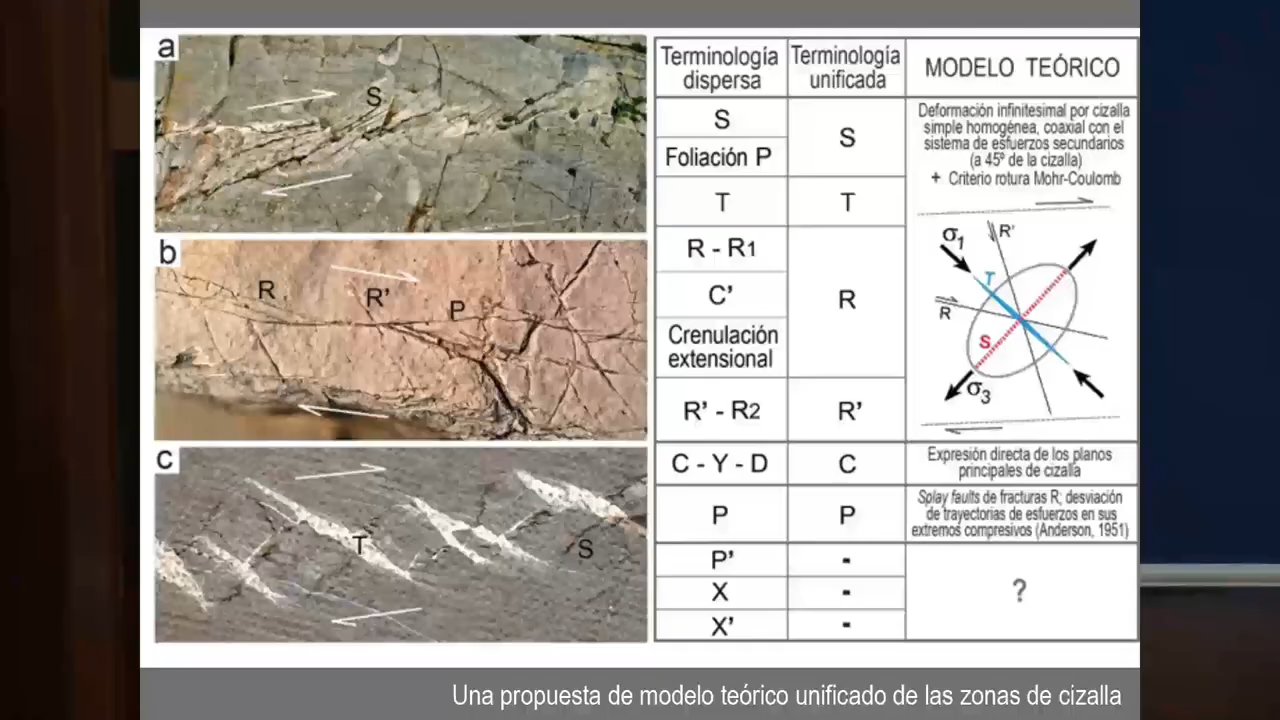 a
S
b
R
R'
P
c
T
S
Terminología dispersa
Terminología unificada
MODELO TEÓRICO
S
Foliación P
S
T
T
R - R1
C'
Crenulación extensional
R
R' - R2
R'
Deformación infinitesimal por cizalla
simple homogénea, coaxial con el
sistema de esfuerzos secundarios
(a 45º de la cizalla)
+ Criterio rotura Mohr-Coulomb
σ1
R'
T
R
S
σ3
C - Y - D
C
Expresión directa de los planos
principales de cizalla
P
P
Splay faults de fracturas R; desviación
de trayectorias de esfuerzos en sus
extremos compresivos (Anderson, 1951)
P'
-
X
-
X'
-
?
Una propuesta de modelo teórico unificado de las zonas de cizalla